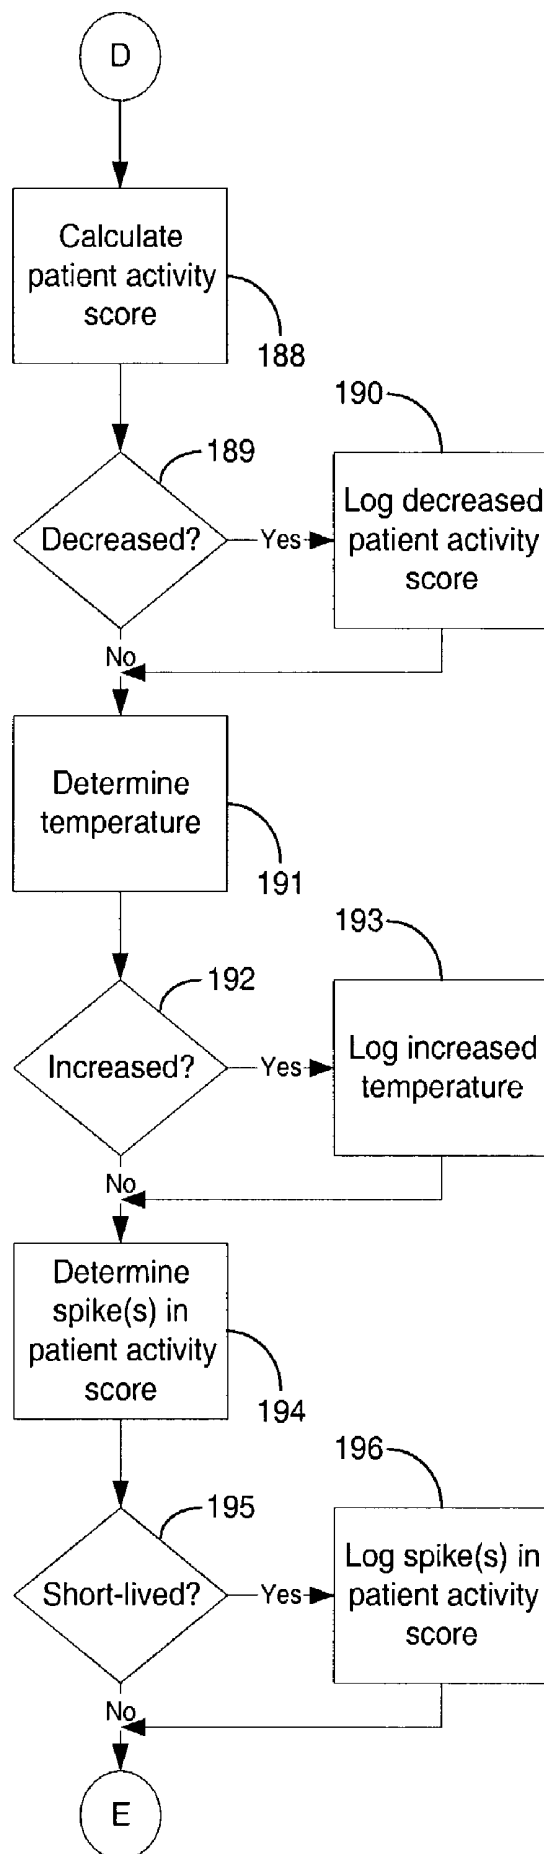 D
Calculate
patient activity
score
188
189
190
Decreased?
Yes
Log decreased
patient activity
score
No
Determine
temperature
191
192
193
Increased?
Yes
Log increased
temperature
No
Determine
spike(s) in
patient activity
score
194
195
196
Short-lived?
Yes
Log spike(s) in
patient activity
score
No
E